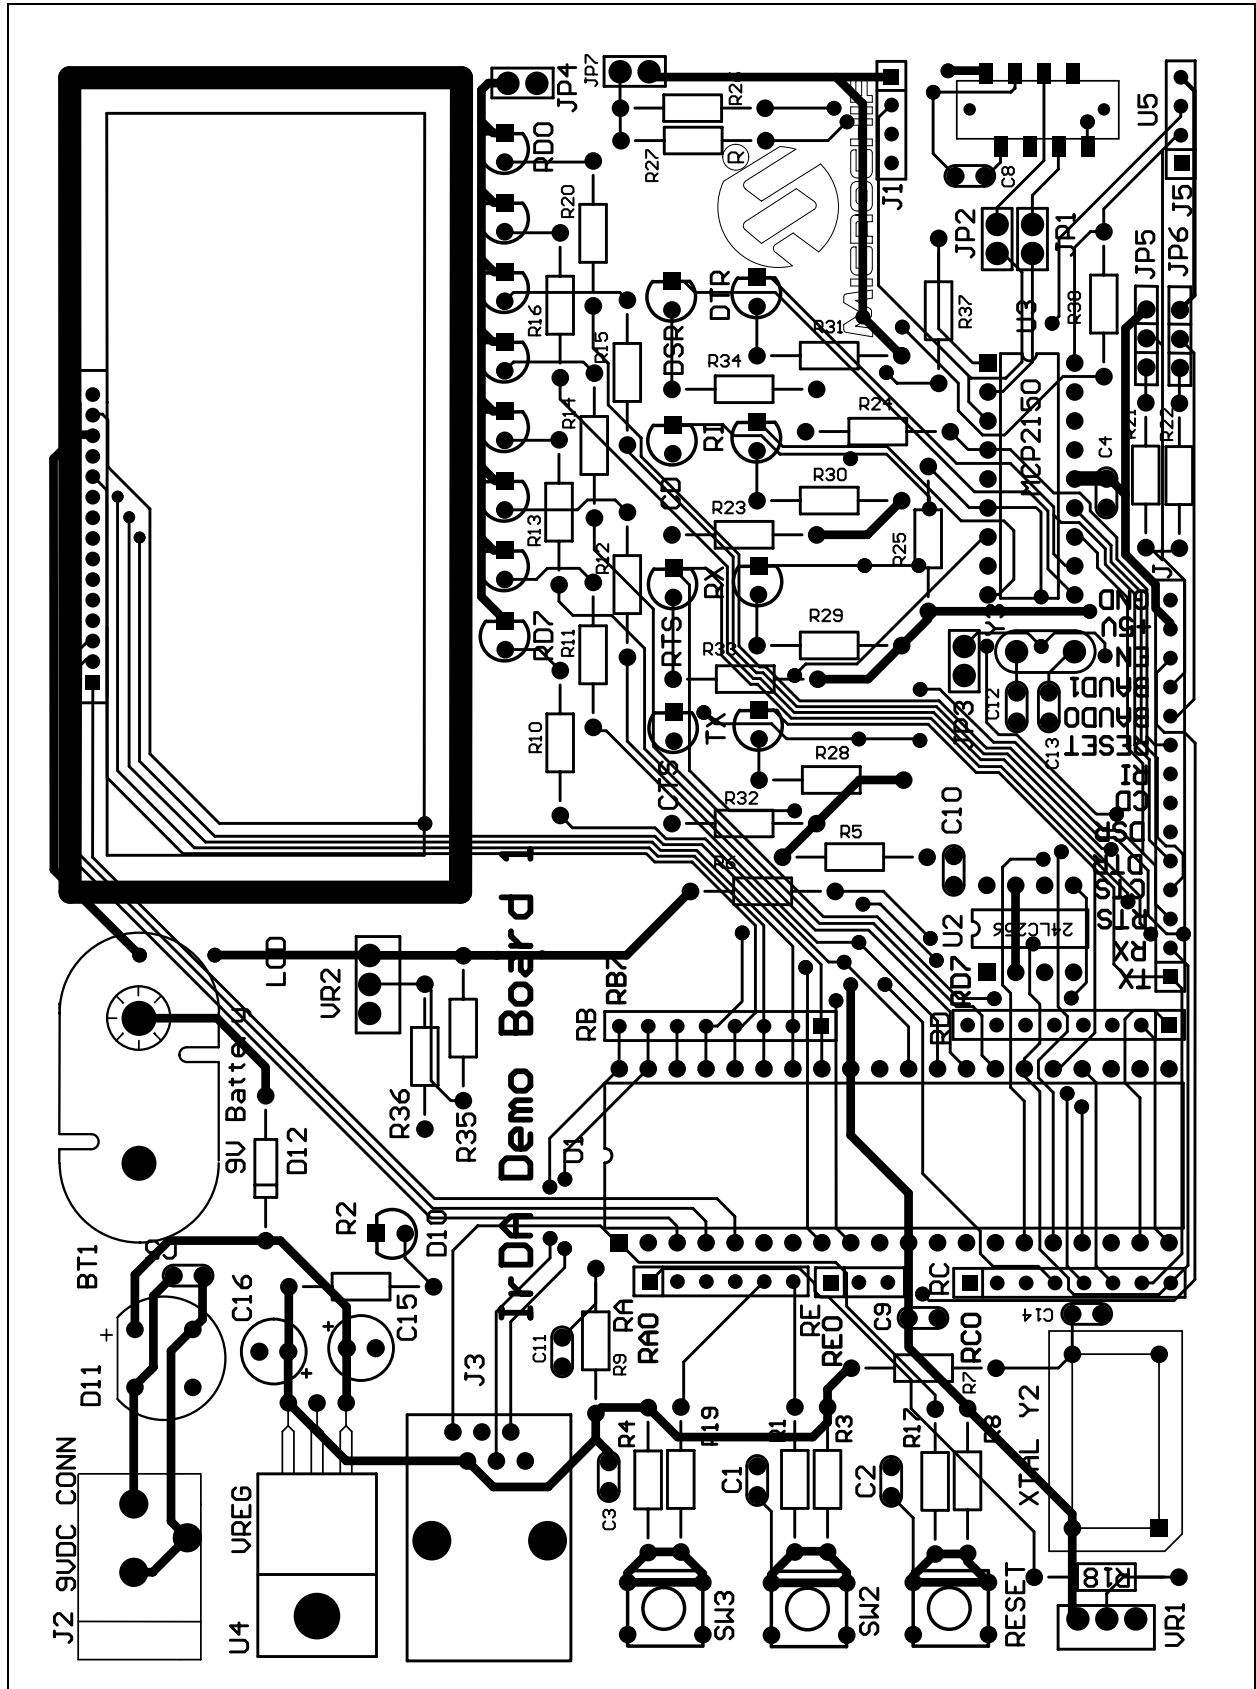 JP4
JP7
R26
R27
RD0
R20
R16
R15
R14
R13
R12
R11
R10
RD7
DSR
DTR
R34
R31
R24
RI
CD
R30
R23
R25
RX
RTS
R29
R33
TX
CTS
R28
R32
R5
R6
MICROCHIP
®
J1
U5
C8
JP2
JP1
J5
JP5
JP6
R37
R38
U3
MCP2150
C4
R21
R22
GND
+5V
EN
BAUD1
BAUD0
RESET
RI
CD
DSR
DTR
CTS
RTS
RX
TX
JP3
C12
C13
C10
U2
24LC256
RD7
RD
LCD
VR2
RB7
RB
R36
R35
IrDA Demo Board 1
9V Battery
D12
U1
BT1
R2
D10
C16
C15
D11
+
+
+
J3
C11
R9
RA
RA0
RE
RE0
C9
RC
RC0
C14
R7
R4
R19
R1
R3
R17
R8
C3
C1
C2
XTAL Y2
J2 9VDC CONN
U4
VREG
SW3
SW2
RESET
R18
VR1